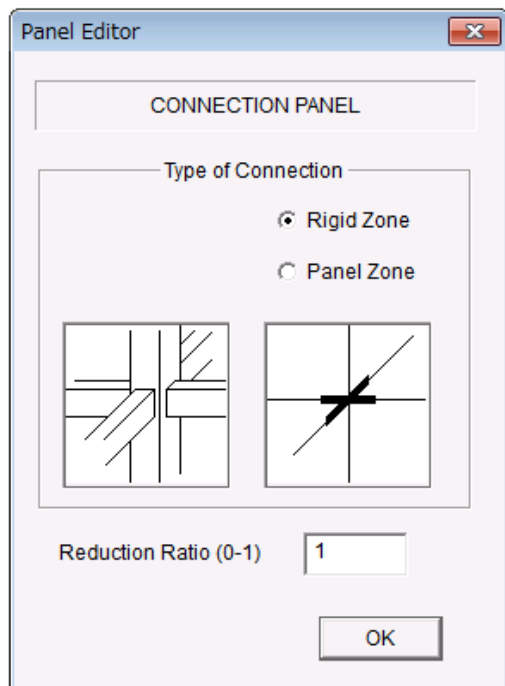 Panel Editor
CONNECTION PANEL
Type of Connection
Rigid Zone
Panel Zone
Reduction Ratio (0-1)
1
OK